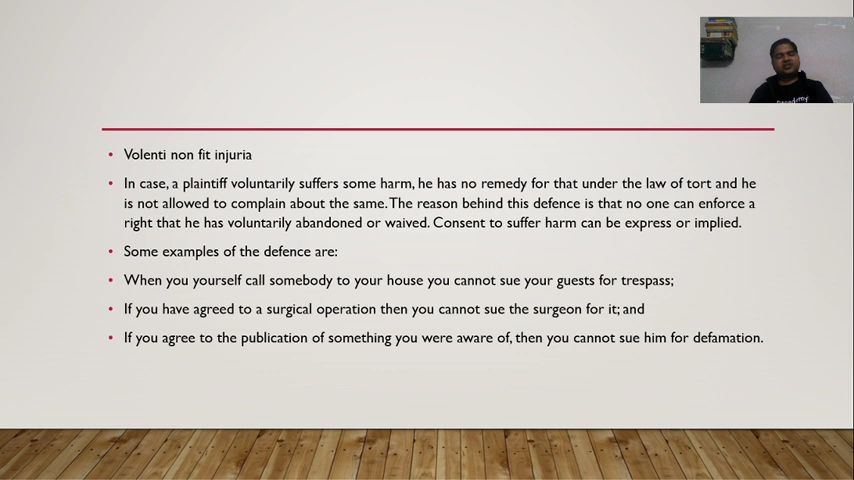 Volenti non fit injuria
In case, a plaintiff voluntarily suffers some harm, he has no remedy for that under the law of tort and he
is not allowed to complain about the same. The reason behind this defence is that no one can enforce a
right that he has voluntarily abandoned or waived. Consent to suffer harm can be express or implied.
Some examples of the defence are:
When you yourself call somebody to your house you cannot sue your guests for trespass;
If you have agreed to a surgical operation then you cannot sue the surgeon for it; and
If you agree to the publication of something you were aware of, then you cannot sue him for defamation.